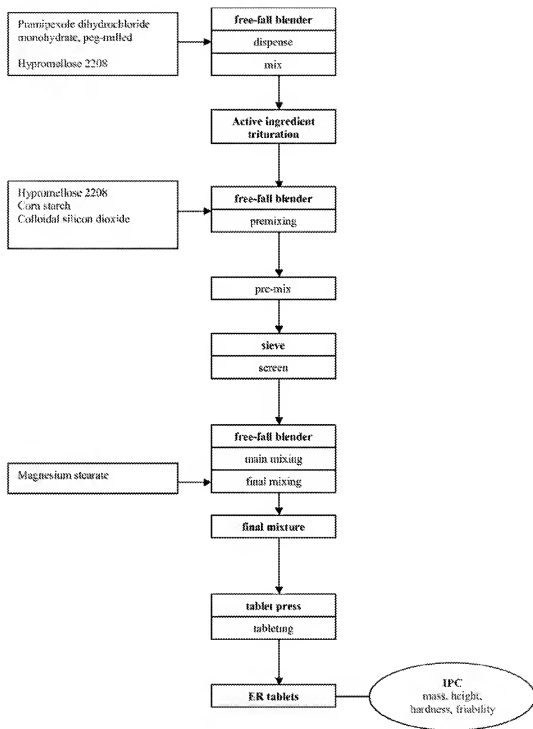 Pramipexole dihydrochloride
monohydrate, peg-milled
Hypromellose 2208
free-fall blender
dispense
mix
Active ingredient
trituration
Hypromellose 2208
Corn starch
Colloidal silicon dioxide
free-fall blender
premixing
pre-mix
sieve
screen
free-fall blender
main mixing
Magnesium stearate
final mixing
final mixture
tablet press
tableting
ER tablets
IPC
mass, height,
hardness, friability